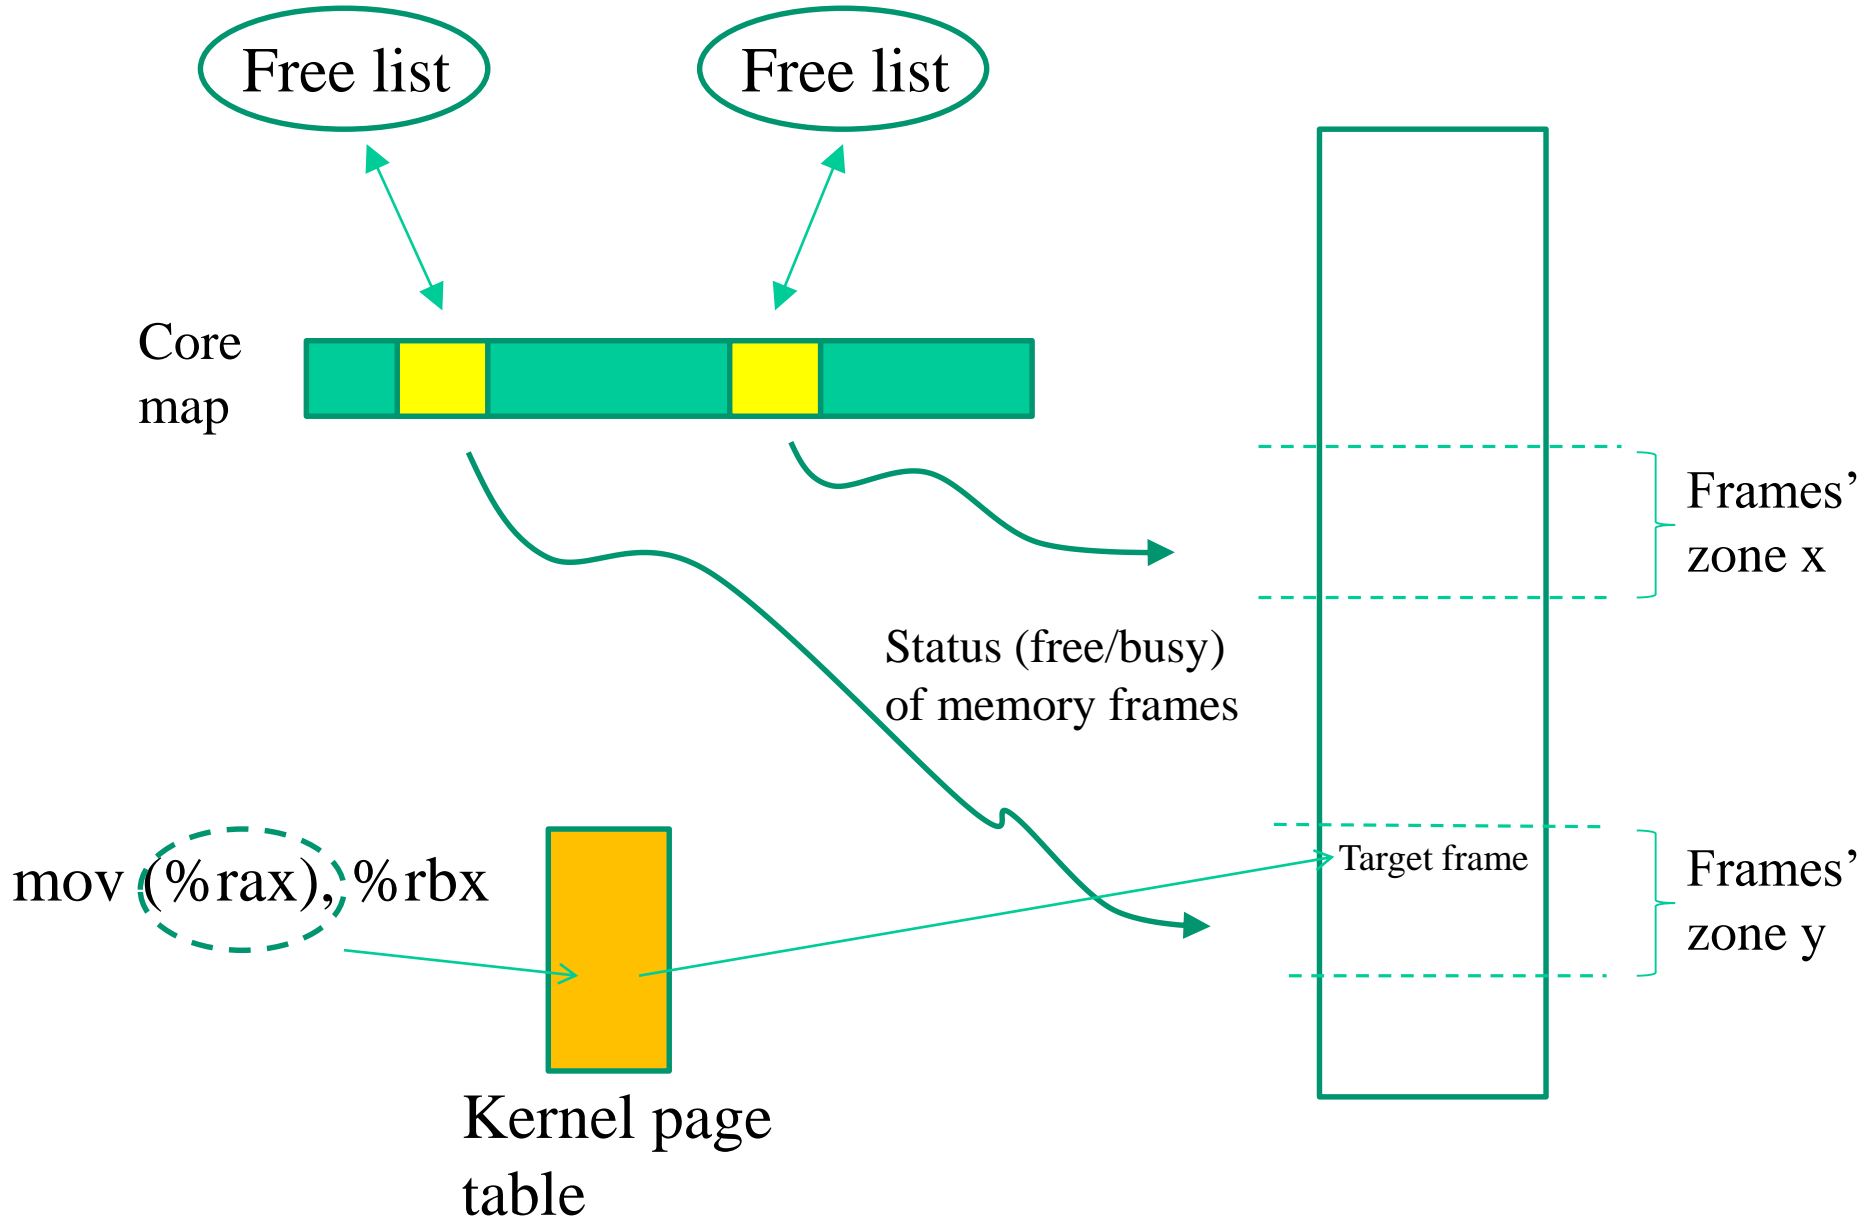 Free list
Free list
Core
map
Frames’
zone x
Status (free/busy)
of memory frames
mov (%rax), %rbx
Target frame
Frames’
zone y
Kernel page
table